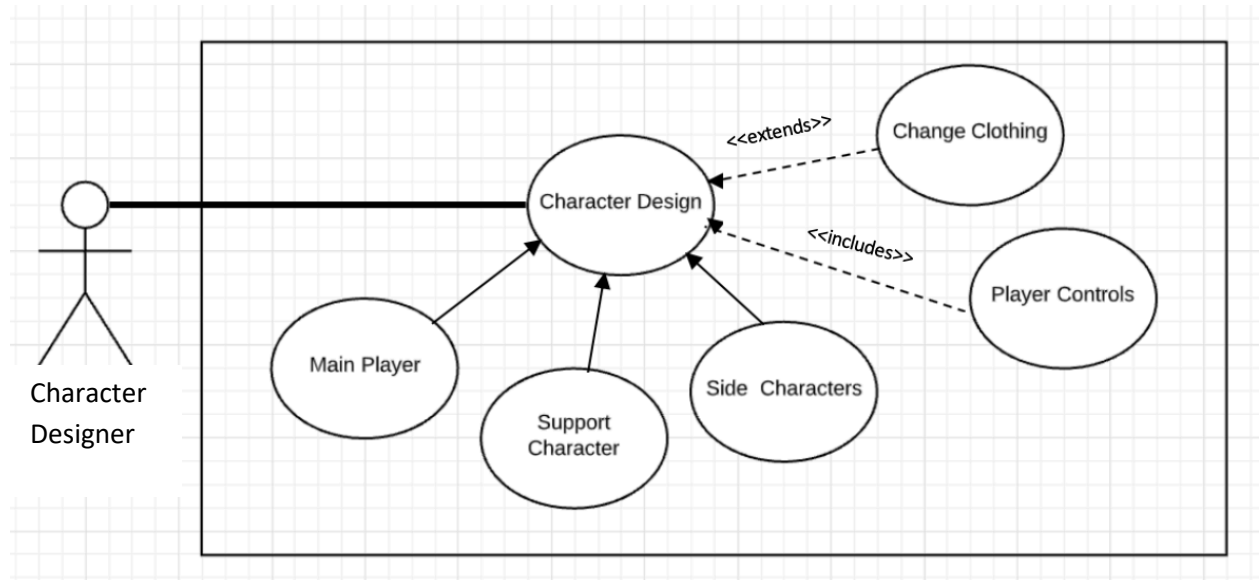 Change Clothing
<<extends>>
Character Design
<<includes>>
Player Controls
Main Player
Side  Characters
Support
Character
Character
Designer